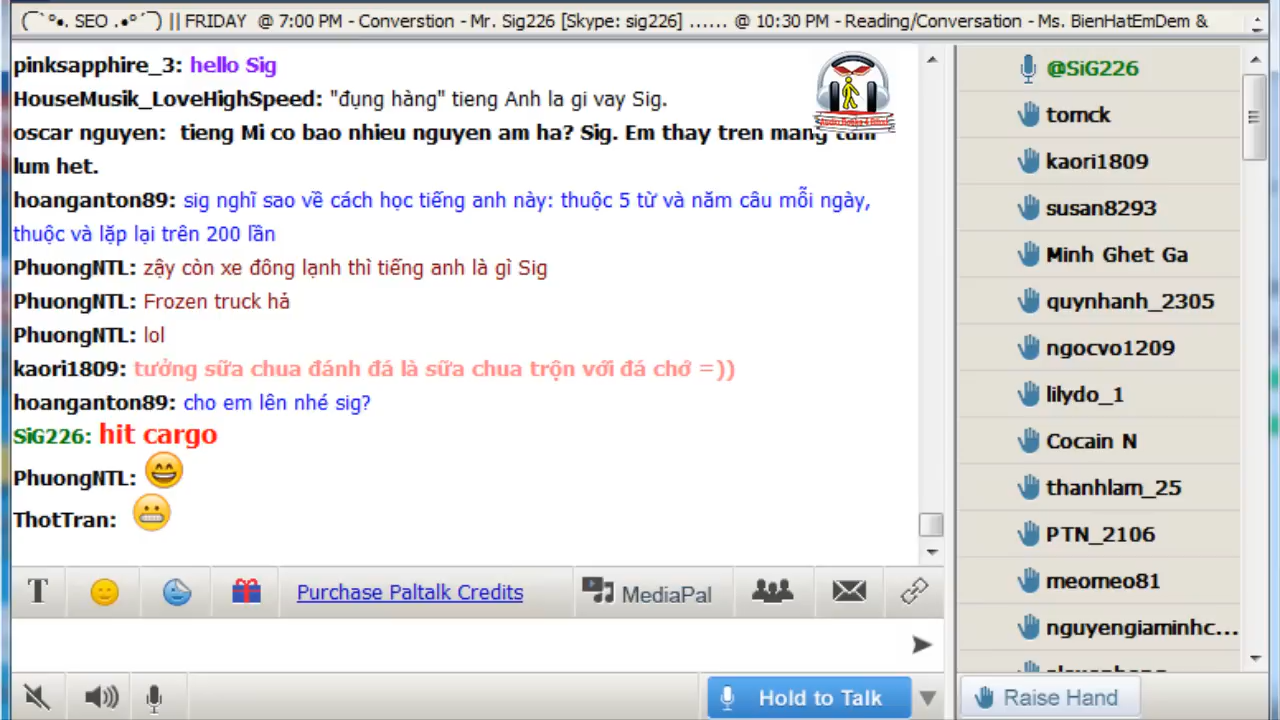 (¯`°•. SEO .•°´¯) || FRIDAY @ 7:00 PM - Converstion - Mr. Sig226 [Skype: sig226] ...... @ 10:30 PM - Reading/Conversation - Ms. BienHatEmDem &
pinksapphire_3: hello Sig
HouseMusik_LoveHighSpeed: "đụng hàng" tieng Anh la gi vay Sig.
oscar nguyen: tieng Mi co bao nhieu nguyen am ha? Sig. Em thay tren mang tum
lum het.
hoanganton89: sig nghĩ sao về cách học tiếng anh này: thuộc 5 từ và năm câu mỗi ngày,
thuộc và lặp lại trên 200 lần
PhuongNTL: zậy còn xe đông lạnh thì tiếng anh là gì Sig
PhuongNTL: Frozen truck hả
PhuongNTL: lol
kaori1809: tưởng sữa chua đánh đá là sữa chua trộn với đá chớ =))
hoanganton89: cho em lên nhé sig?
SiG226: hit cargo
PhuongNTL:
ThotTran:
T
Purchase Paltalk Credits
MediaPal
Hold to Talk
@SiG226
tomck
kaori1809
susan8293
Minh Ghet Ga
quynhanh_2305
ngocvo1209
lilydo_1
Cocain N
thanhlam_25
PTN_2106
meomeo81
nguyengiaminhc...
Raise Hand